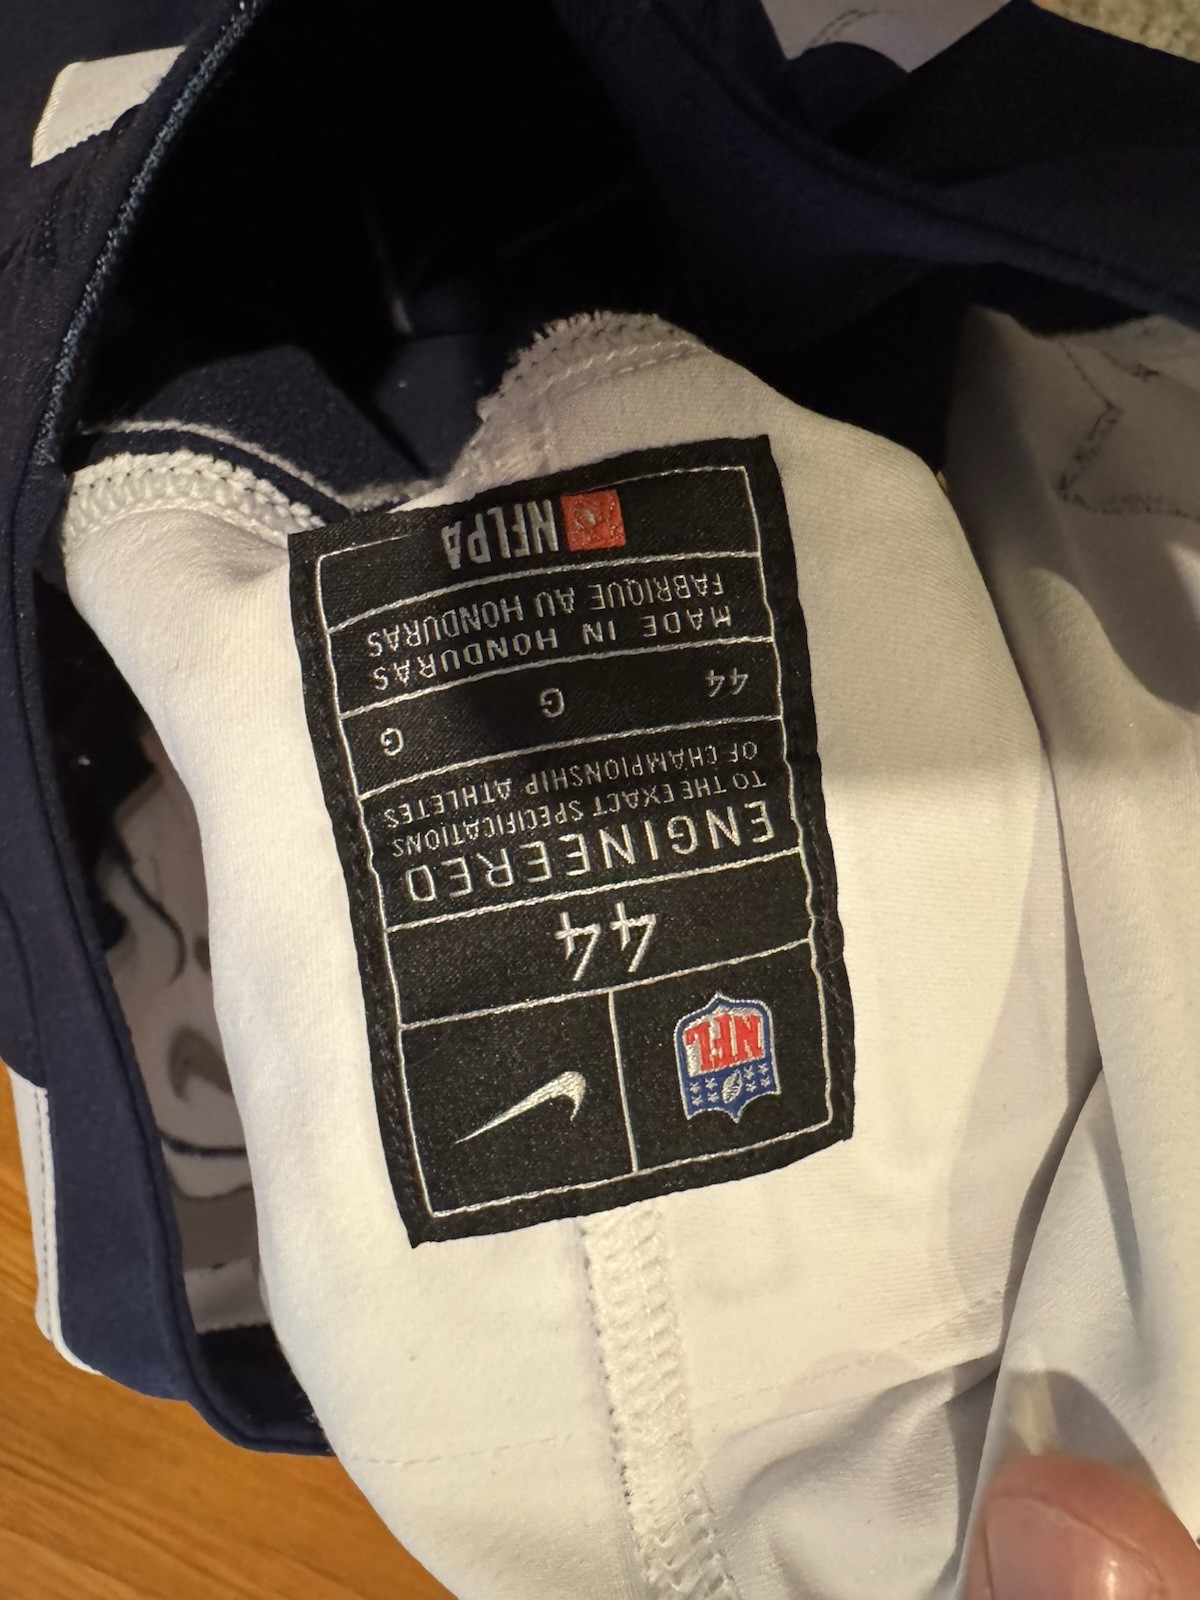 NFL
44
ENGINEERED
TO THE EXACT SPECIFICATIONS
OF CHAMPIONSHIP ATHLETES
44 G G
MADE IN HONDURAS
FABRIQUE AU HONDURAS
NFLPA